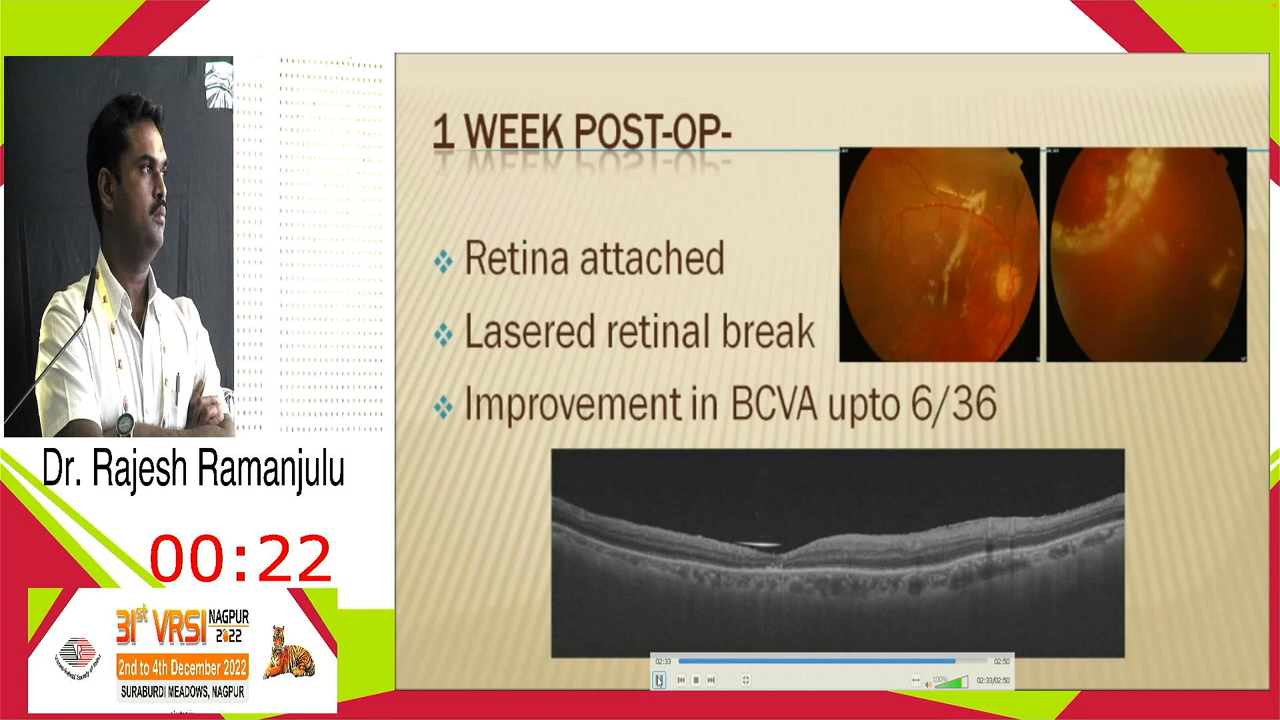 1 WEEK POST-OP-
Retina attached
Lasered retinal break
Improvement in BCVA upto 6/36
Dr. Rajesh Ramanjulu
00:22
31st VRSI NAGPUR 2022
2nd to 4th December 2022
SURABURDI MEADOWS, NAGPUR
02:33
02:50
100%
02:33/02:50